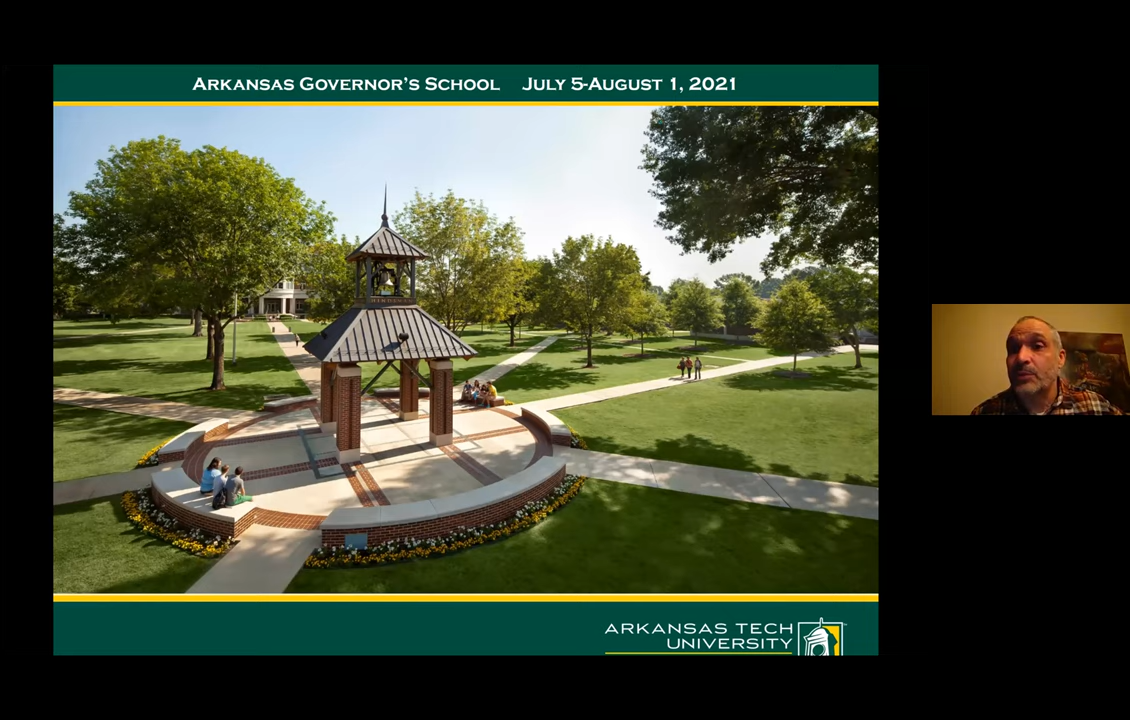 ARKANSAS GOVERNOR'S SCHOOL JULY 5-AUGUST 1, 2021
ARKANSAS TECH
UNIVERSITY